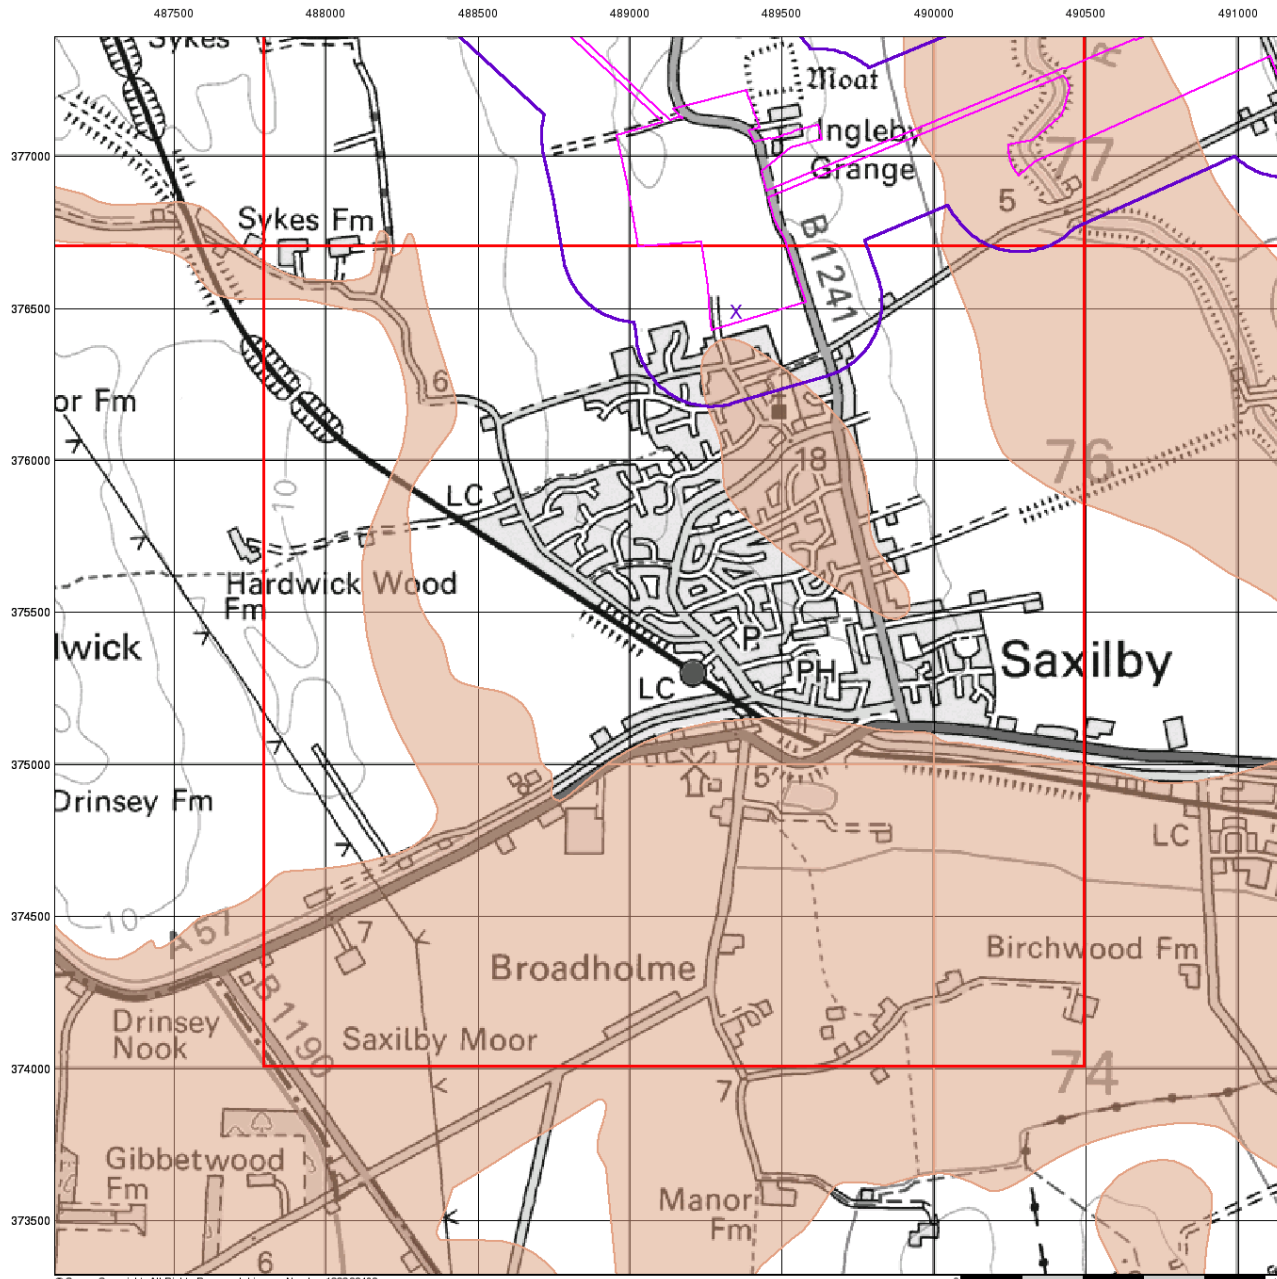 487500 488000 488500 489000 489500 490000 490500 491000
Sykes
Moat
Ingleby
Grange
377000
77
5
Sykes Fm
B 1241
376500
6
or Fm
18
76
376000
LC
10
Hardwick Wood
Fm
375500
lwick
P
PH
Saxilby
LC
375000
5
Drinsey Fm
LC
10
A 57
374500
7
Broadholme
Birchwood Fm
B 1190
Drinsey
Nook
Saxilby Moor
374000
74
7
Gibbetwood
Fm
Manor
Fm
373500
6